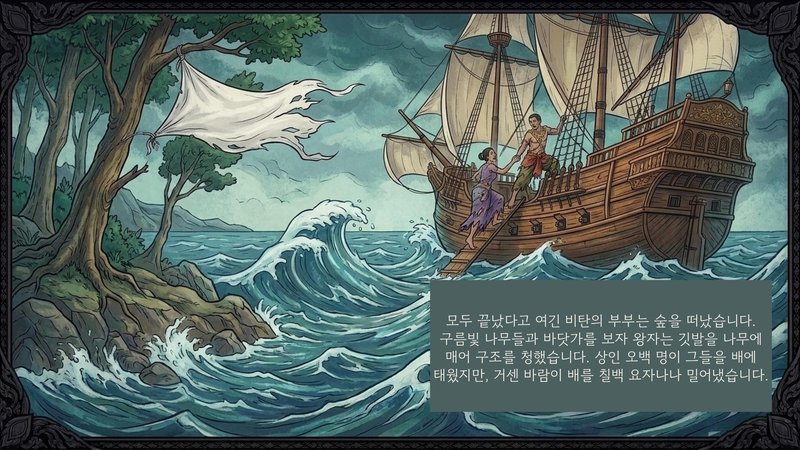 모두 끝났다고 여긴 비탄의 부부는 숲을 떠났습니다.
구름빛 나무들과 바닷가를 보자 왕자는 깃발을 나무에
매어 구조를 청했습니다. 상인 오백 명이 그들을 배에
태웠지만, 거센 바람이 배를 칠백 요자나나 밀어냈습니다.